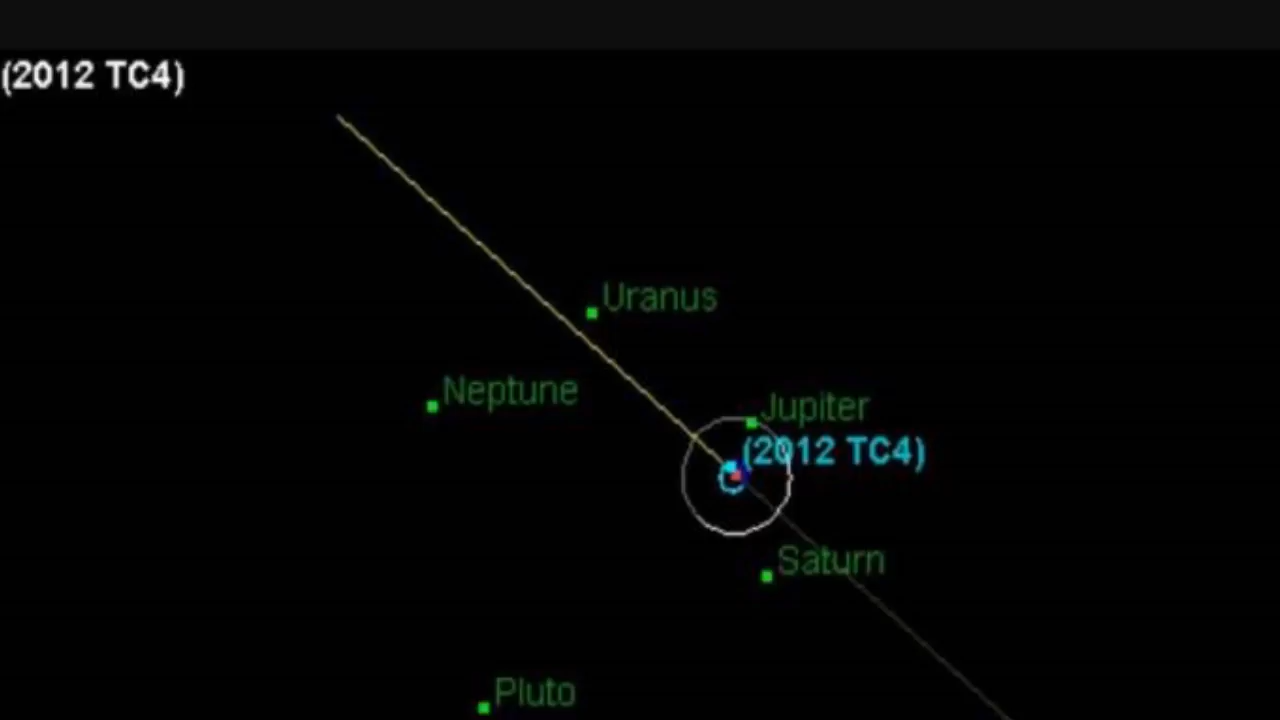 (2012 TC4)
Uranus
Neptune
Jupiter
(2012 TC4)
Saturn
Pluto